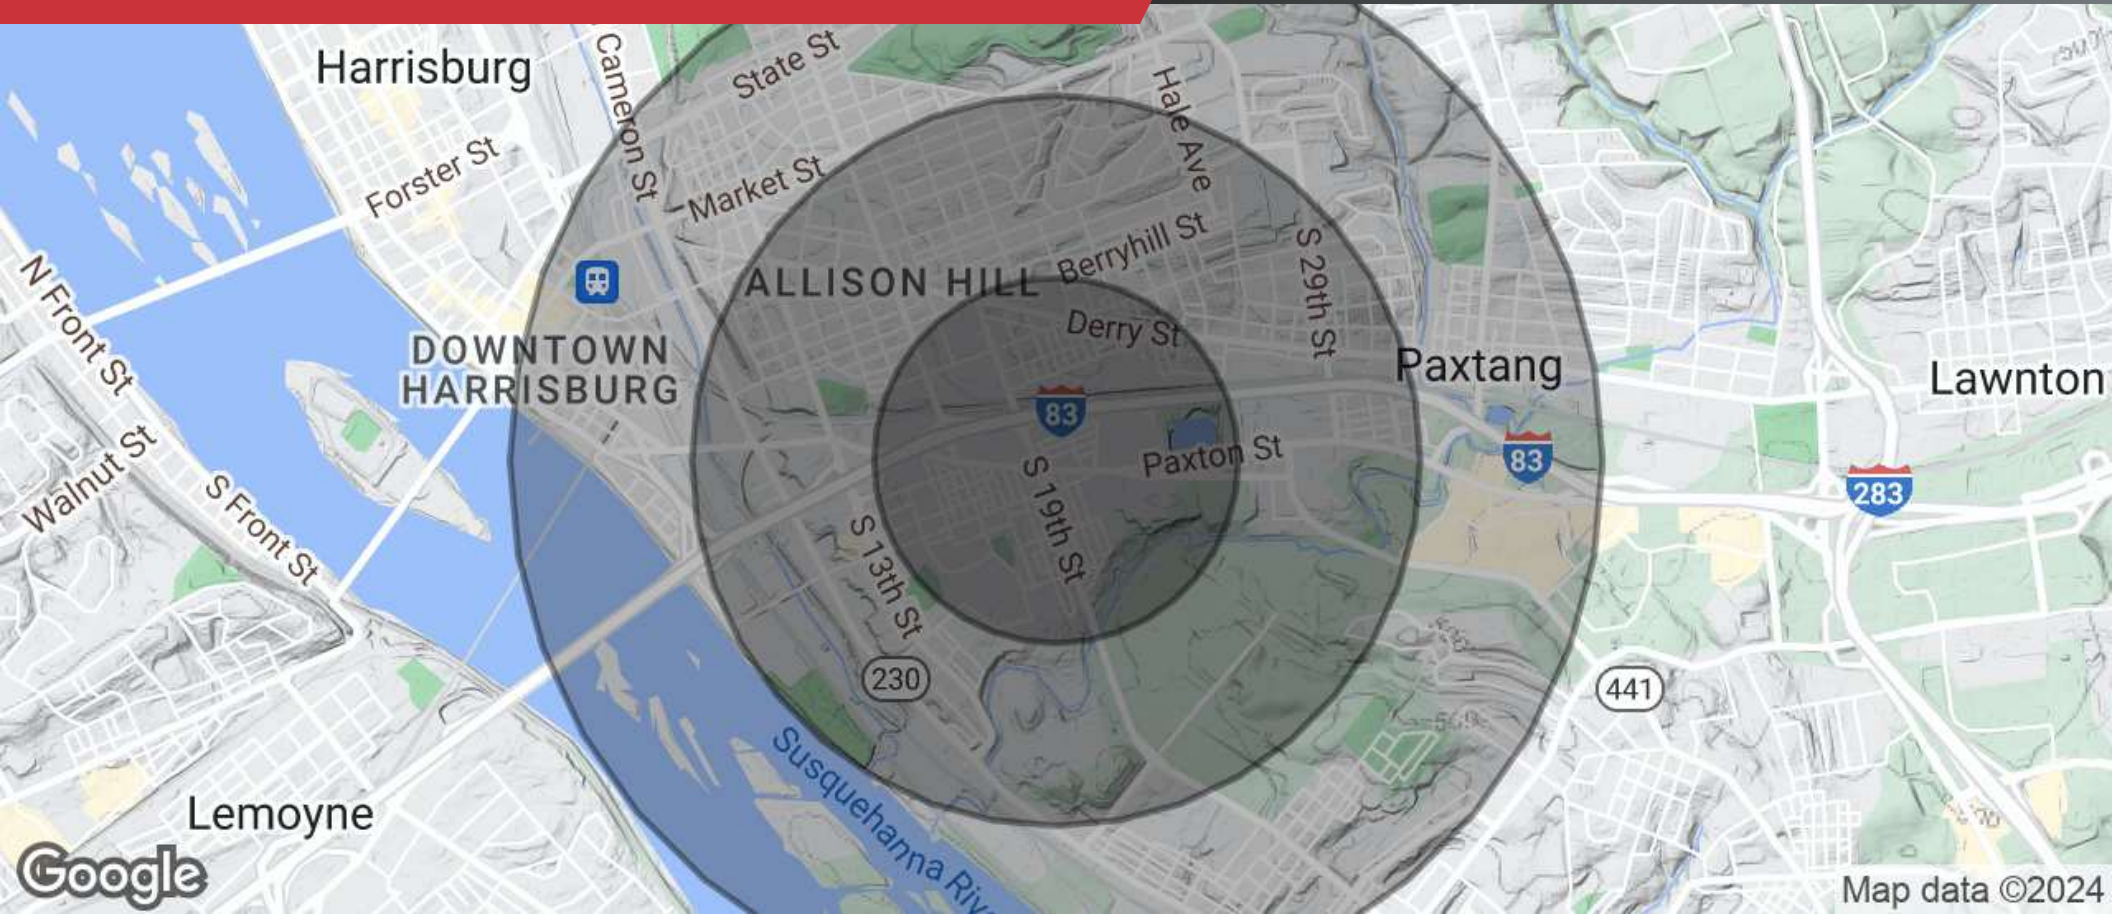 Harrisburg
Cameron St
State St
Hale Ave
Forster St
Market St
Berryhill St
N Front St
ALLISON HILL
S 29th St
DOWNTOWN
HARRISBURG
Derry St
Paxtang
Lawnton
83
Paxton St
83
283
Walnut St
S Front St
S 19th St
S 13th St
230
441
Susquehanna Riv
Lemoyne
Google
Map data ©2024